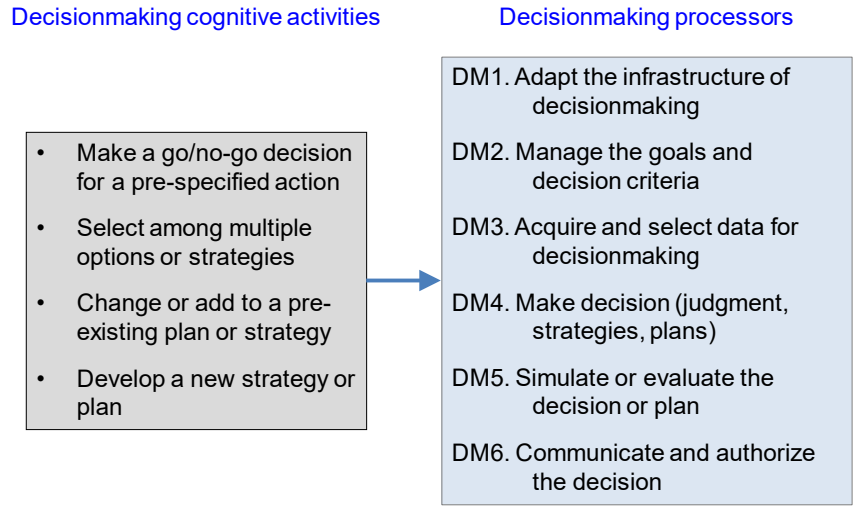 Decisionmaking cognitive activities
• Make a go/no-go decision
for a pre-specified action
• Select among multiple
options or strategies
• Change or add to a pre-
existing plan or strategy
• Develop a new strategy or
plan
Decisionmaking processors
DM1. Adapt the infrastructure of
decisionmaking
DM2. Manage the goals and
decision criteria
DM3. Acquire and select data for
decisionmaking
DM4. Make decision (judgment,
strategies, plans)
DM5. Simulate or evaluate the
decision or plan
DM6. Communicate and authorize
the decision